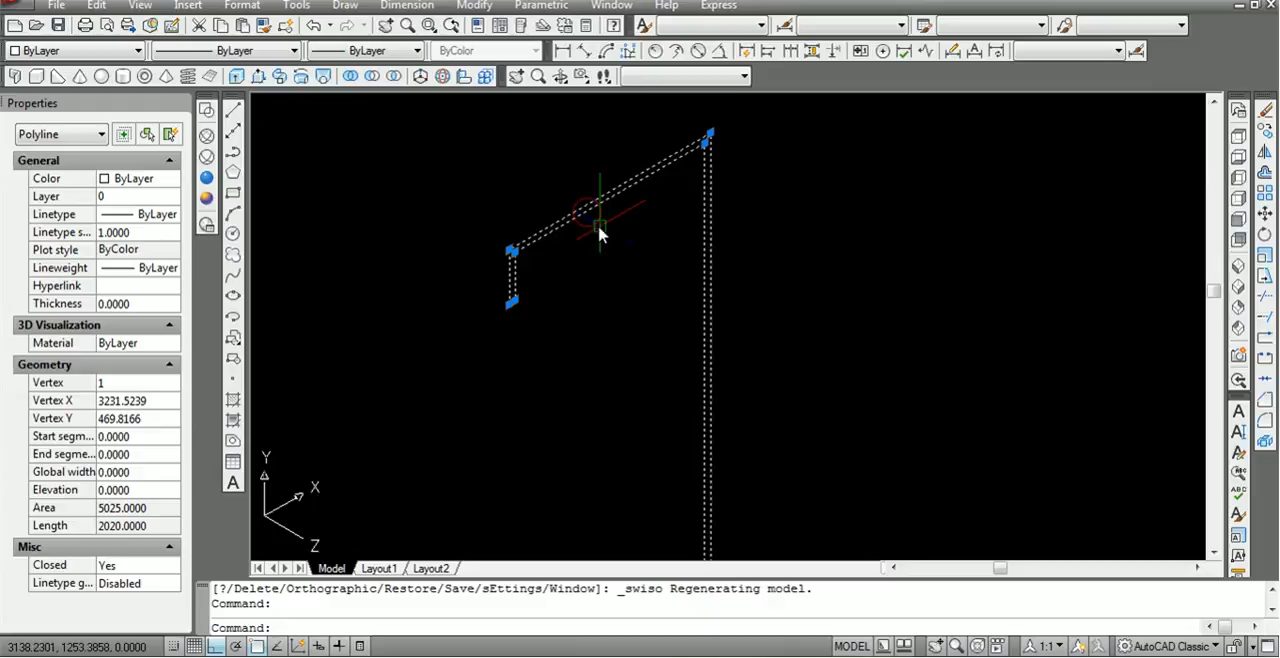 File Edit View Insert Format Tools Draw Dimension Modify Parametric Window Help Express
ByLayer ByLayer ByLayer ByColor
Properties
Polyline
General
Color ByLayer
Layer 0
Linetype ByLayer
Linetype s... 1.0000
Plot style ByColor
Lineweight ByLayer
Hyperlink
Thickness 0.0000
3D Visualization
Material ByLayer
Geometry
Vertex 1
Vertex X 3231.5239
Vertex Y 469.8166
Start segm... 0.0000
End segme... 0.0000
Global width 0.0000
Elevation 0.0000
Area 5025.0000
Length 2020.0000
Misc
Closed Yes
Linetype g... Disabled
Y
X
Z
Model Layout1 Layout2
[?/Delete/Orthographic/Restore/Save/sEttings/Window]: _swiso Regenerating model.
Command:
Command:
3138.2301, 1253.3858, 0.0000 MODEL 1:1 AutoCAD Classic